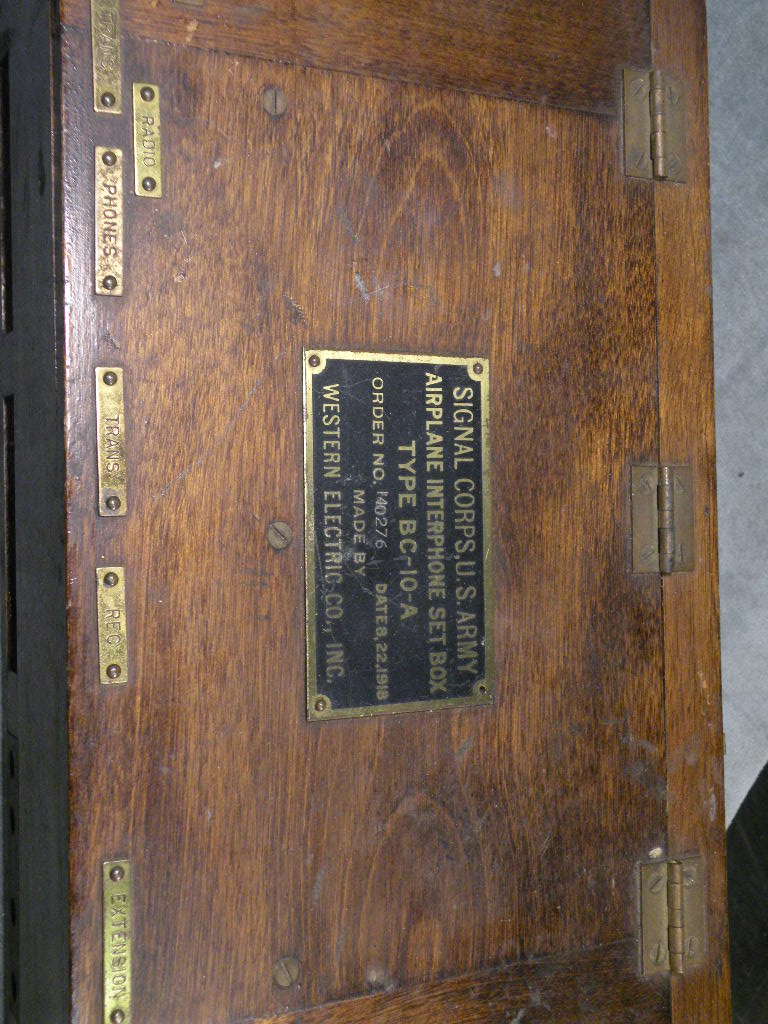 SIGNAL CORPS, U.S. ARMY
AIRPLANE INTERPHONE SET BOX
TYPE BC-10-A
ORDER NO. 140276 DATE 8,22,1918
MADE BY
WESTERN ELECTRIC CO., INC.
RADIO
TRANS
PHONES
TRANS
REC
EXTENSION